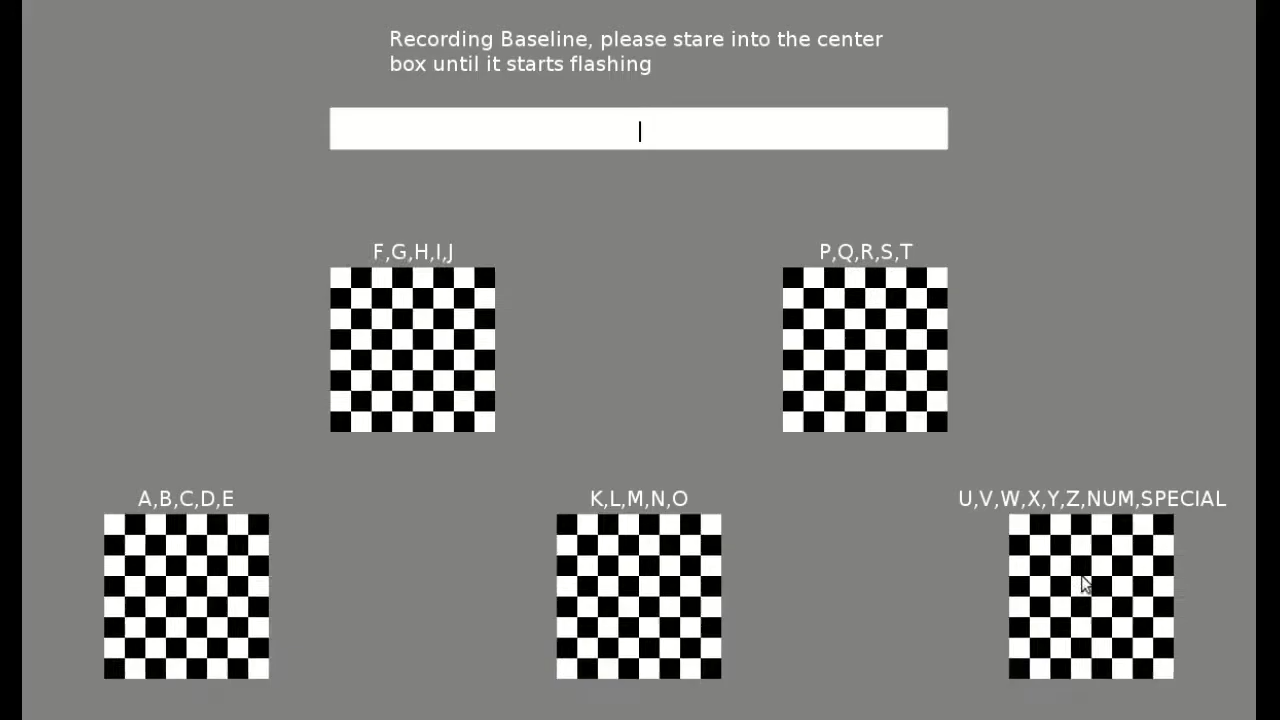 Recording Baseline, please stare into the center
box until it starts flashing
F,G,H,I,J
P,Q,R,S,T
A,B,C,D,E
K,L,M,N,O
U,V,W,X,Y,Z,NUM,SPECIAL